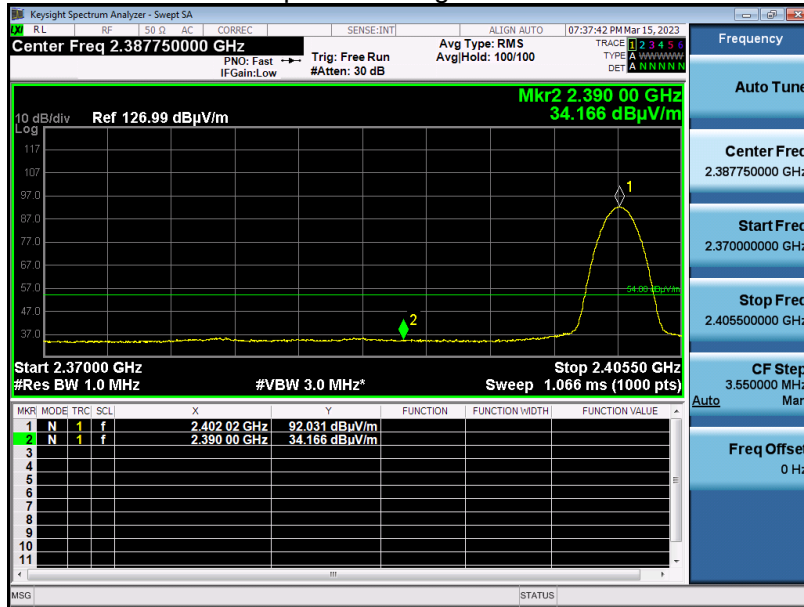 Keysight Spectrum Analyzer - Swept SA
LXI RL RF 50 Ω AC CORREC SENSE:INT ALIGN AUTO 07:37:42 PM Mar 15, 2023
Center Freq 2.387750000 GHz
PNO: Fast
IFGain:Low
Trig: Free Run
#Atten: 30 dB
Avg Type: RMS
Avg|Hold: 100/100
TRACE 1 2 3 4 5 6
TYPE A WWWWW
DET A N N N N N
Mkr2 2.390 00 GHz
34.166 dBµV/m
10 dB/div Ref 126.99 dBµV/m
Log
117
107
97.0
87.0
77.0
67.0
57.0
47.0
37.0
1
54.00 dBµV/m
2
Start 2.37000 GHz Stop 2.40550 GHz
#Res BW 1.0 MHz #VBW 3.0 MHz* Sweep 1.066 ms (1000 pts)
MKR MODE TRC SCL X Y FUNCTION FUNCTION WIDTH FUNCTION VALUE
1 N 1 f 2.402 02 GHz 92.031 dBµV/m
2 N 1 f 2.390 00 GHz 34.166 dBµV/m
3
4
5
6
7
8
9
10
11
MSG STATUS
Frequency
Auto Tune
Center Freq
2.387750000 GHz
Start Freq
2.370000000 GHz
Stop Freq
2.405500000 GHz
CF Step
3.550000 MHz
Auto Man
Freq Offset
0 Hz